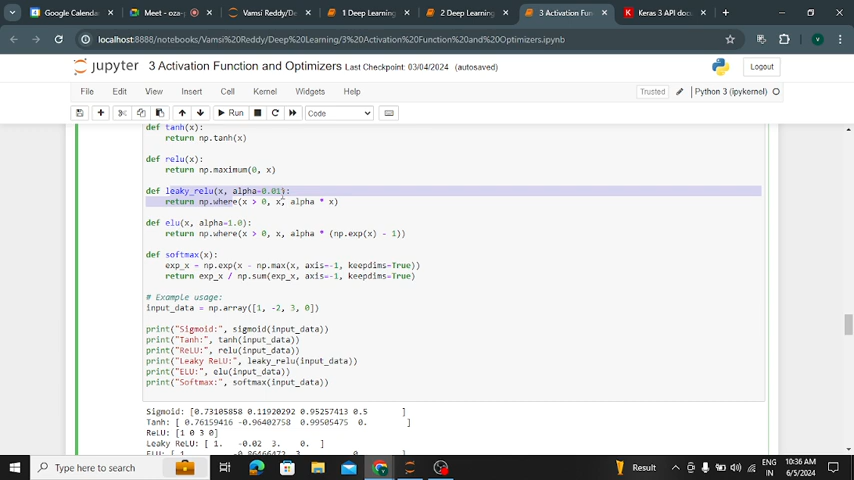 Google Calendar
Meet - oza-p
Vamsi Reddy/De
1 Deep Learning
2 Deep Learning
3 Activation Fun
Keras 3 API docu
localhost:8888/notebooks/Vamsi%20Reddy/Deep%20Learning/3%20Activation%20Function%20and%20Optimizers.ipynb
jupyter 3 Activation Function and Optimizers Last Checkpoint: 03/04/2024 (autosaved)
Logout
File Edit View Insert Cell Kernel Widgets Help
Trusted Python 3 (ipykernel)
Run Code
def tanh(x):
return np.tanh(x)
def relu(x):
return np.maximum(0, x)
def leaky_relu(x, alpha=0.01):
return np.where(x > 0, x, alpha * x)
def elu(x, alpha=1.0):
return np.where(x > 0, x, alpha * (np.exp(x) - 1))
def softmax(x):
exp_x = np.exp(x - np.max(x, axis=-1, keepdims=True))
return exp_x / np.sum(exp_x, axis=-1, keepdims=True)
# Example usage:
input_data = np.array([1, -2, 3, 0])
print("Sigmoid:", sigmoid(input_data))
print("Tanh:", tanh(input_data))
print("ReLU:", relu(input_data))
print("Leaky ReLU:", leaky_relu(input_data))
print("ELU:", elu(input_data))
print("Softmax:", softmax(input_data))
Sigmoid: [0.73105858 0.11920292 0.95257413 0.5 ]
Tanh: [ 0.76159416 -0.96402758 0.99505475 0. ]
ReLU: [1 0 3 0]
Leaky ReLU: [ 1. -0.02 3. 0. ]
ELU: [ 1. -0.86466472 3. 0. ]
Type here to search
Result
ENG
IN
10:36 AM
6/5/2024